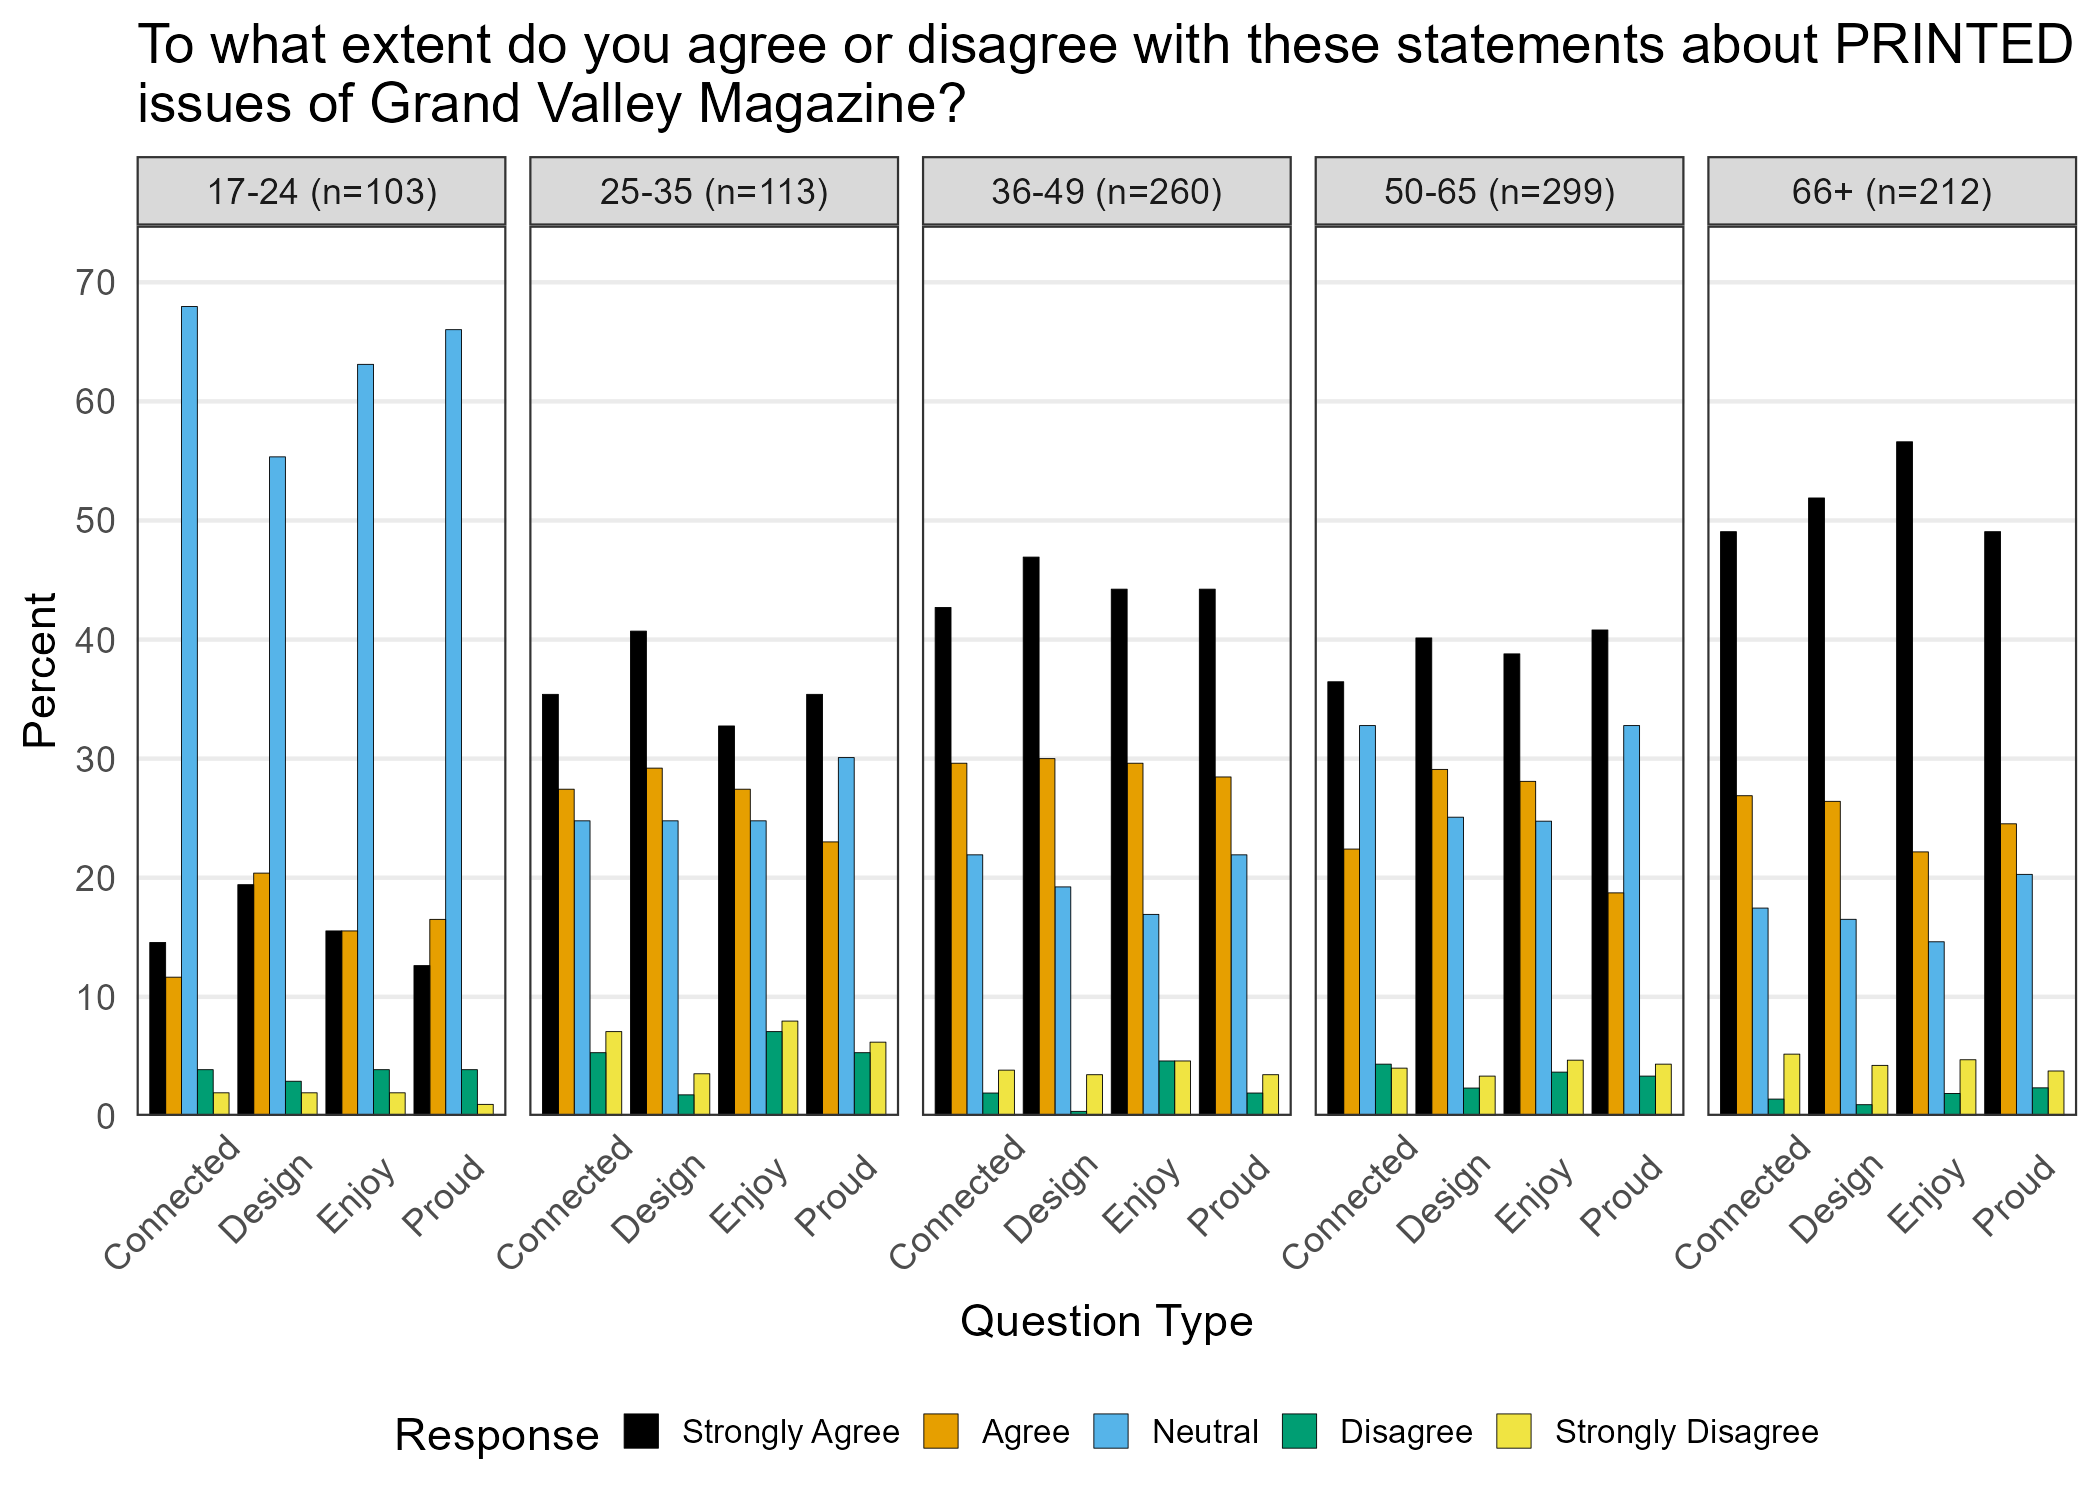 To what extent do you agree or disagree with these statements about PRINTED
issues of Grand Valley Magazine?
17-24 (n=103)
25-35 (n=113)
36-49 (n=260)
50-65 (n=299)
66+ (n=212)
Percent
70
60
50
40
30
20
10
0
Connected
Design
Enjoy
Proud
Connected
Design
Enjoy
Proud
Connected
Design
Enjoy
Proud
Connected
Design
Enjoy
Proud
Connected
Design
Enjoy
Proud
Question Type
Response
Strongly Agree
Agree
Neutral
Disagree
Strongly Disagree